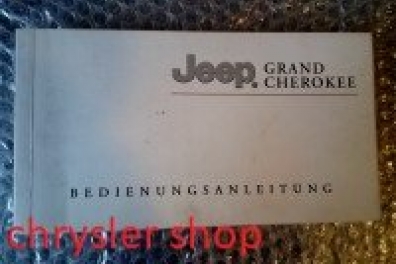 Jeep. GRAND
CHEROKEE
BEDIENUNGSANLEITUNG
chrysler shop